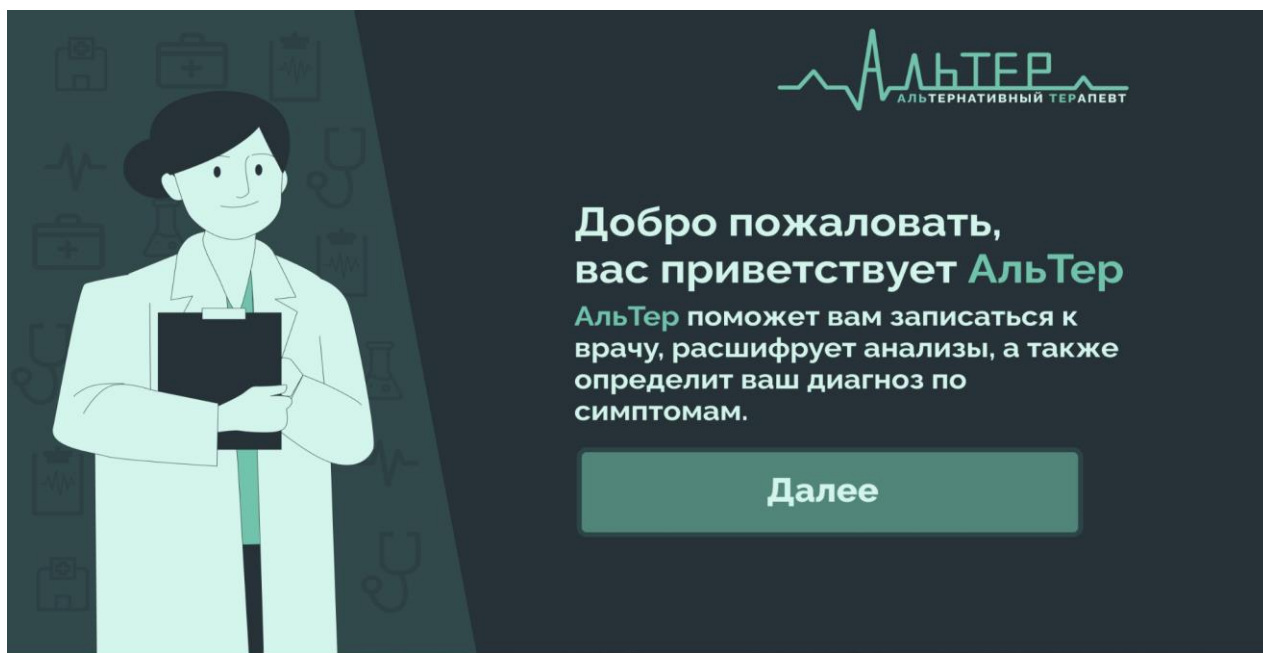 АЛЬТЕР
АЛЬТЕРНАТИВНЫЙ ТЕРАПЕВТ
Добро пожаловать,
вас приветствует АльТер
АльТер поможет вам записаться к
врачу, расшифрует анализы, а также
определит ваш диагноз по
симптомам.
Далее